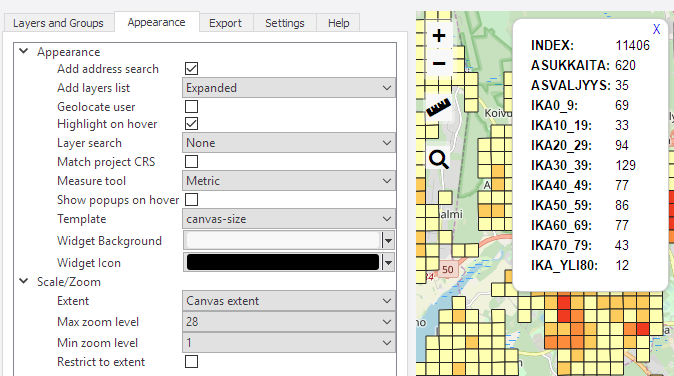 Layers and Groups Appearance Export Settings Help
Appearance
Add address search
Add layers list Expanded
Geolocate user
Highlight on hover
Layer search None
Match project CRS
Measure tool Metric
Show popups on hover
Template canvas-size
Widget Background
Widget Icon
Scale/Zoom
Extent Canvas extent
Max zoom level 28
Min zoom level 1
Restrict to extent
+
−
X
INDEX: 11406
ASUKKAITA: 620
ASVALJYYS: 35
IKA0_9: 69
IKA10_19: 33
IKA20_29: 94
IKA30_39: 129
IKA40_49: 77
IKA50_59: 86
IKA60_69: 77
IKA70_79: 43
IKA_YLI80: 12
Koivu
A
almi
50
no